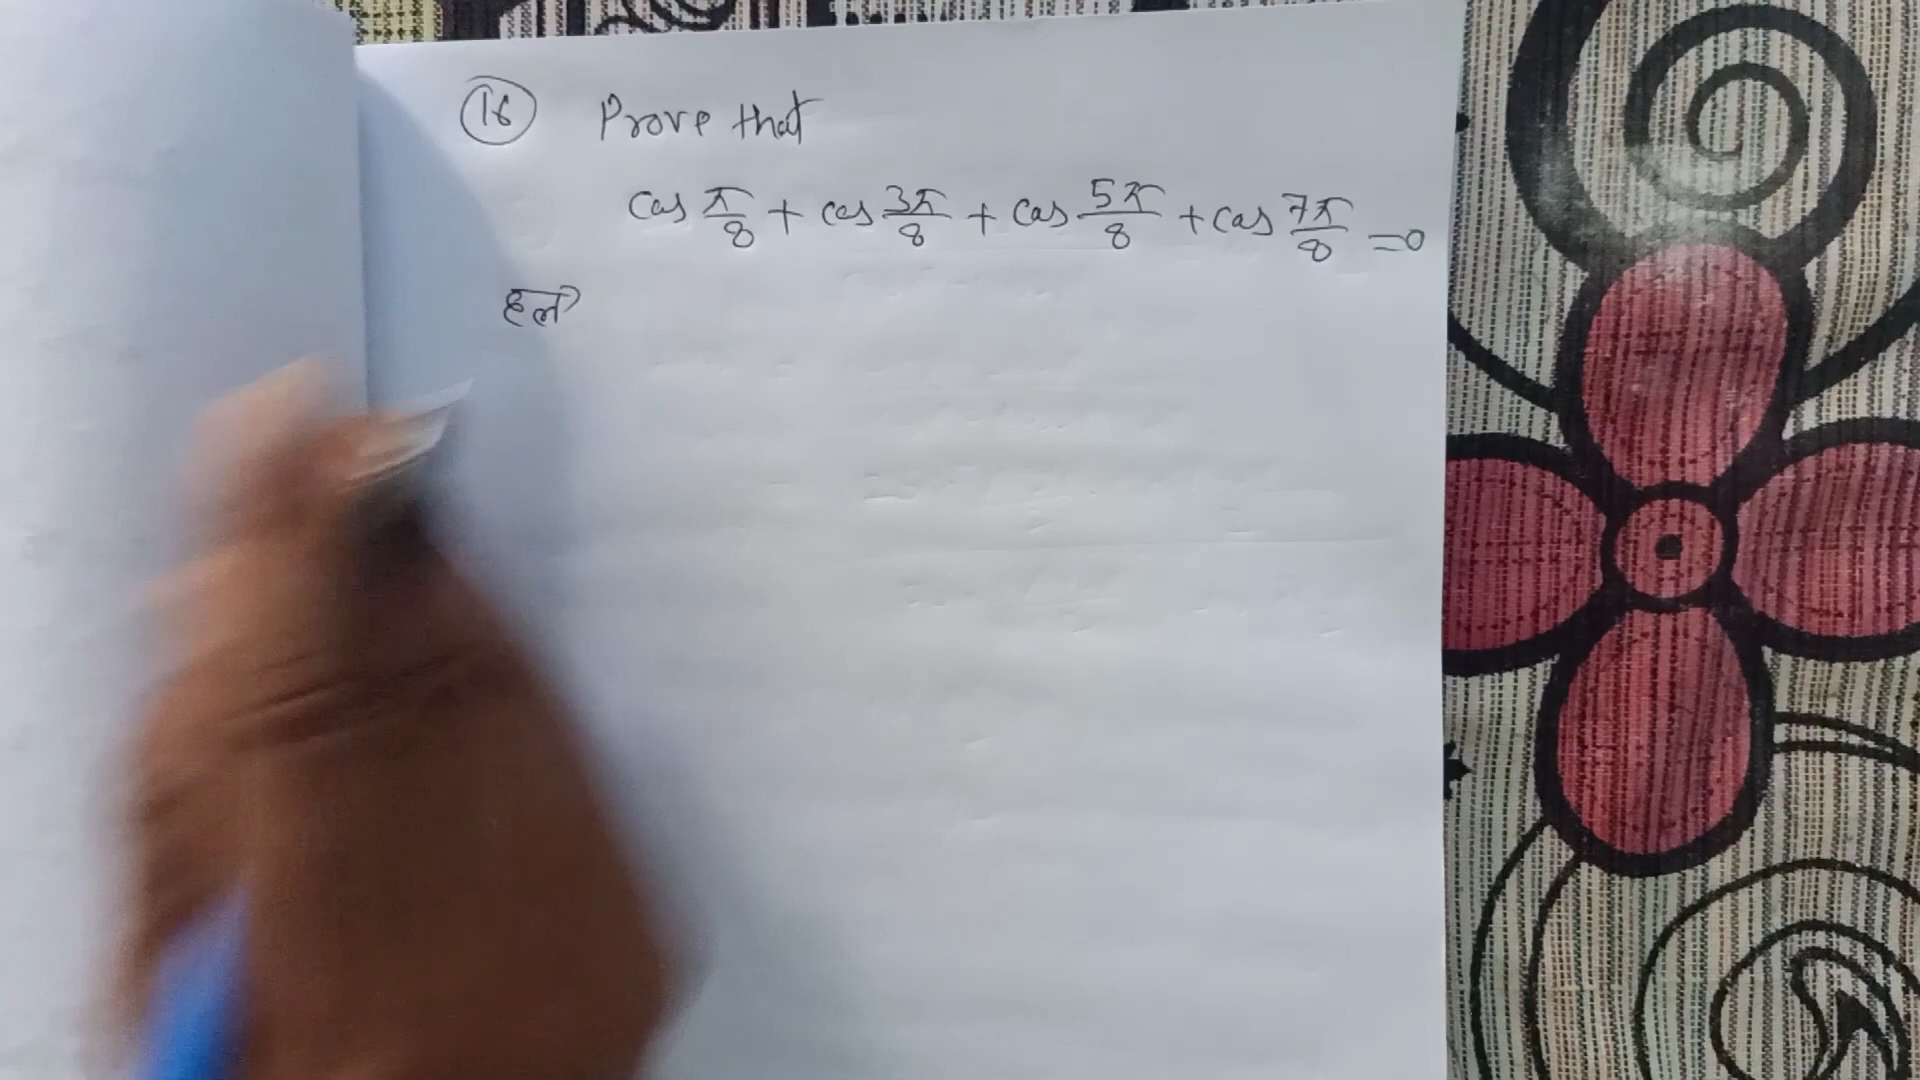 (16) Prove that
cos π/8 + cos 3π/8 + cos 5π/8 + cos 7π/8 = 0
हल